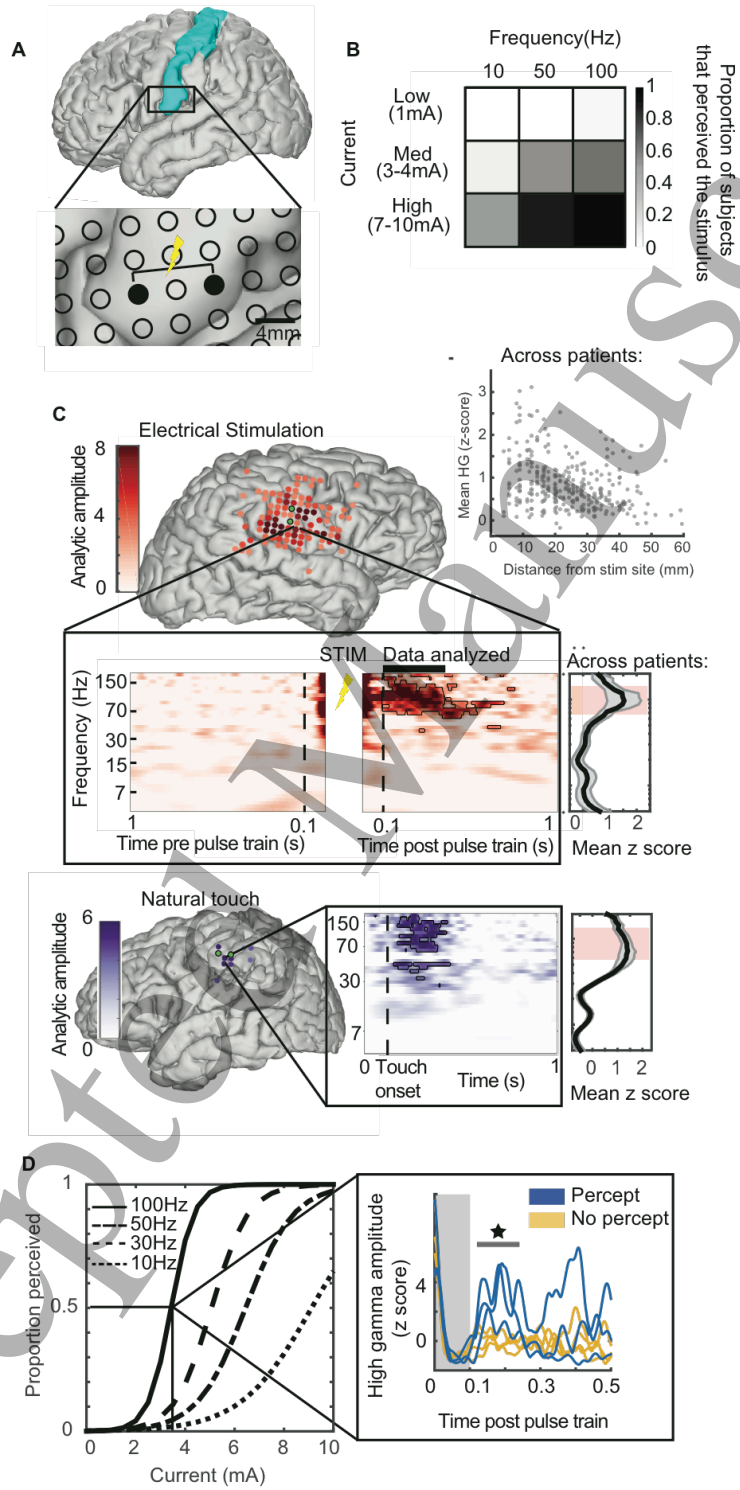 A
4mm
B
Frequency(Hz)
10 50 100
Current
Low
(1mA)
Med
(3-4mA)
High
(7-10mA)
1
0.8
0.6
0.4
0.2
0
Proportion of subjects
that perceived the stimulus
Across patients:
Mean HG (z-score)
3
2
1
0
0 10 20 30 40 50 60
Distance from stim site (mm)
C
Electrical Stimulation
Analytic amplitude
8
4
0
STIM Data analyzed
Frequency (Hz)
150
70
30
15
7
1 0.1
Time pre pulse train (s)
0.1 1
Time post pulse train (s)
Across patients:
0 1 2
Mean z score
Natural touch
Analytic amplitude
6
0
150
70
30
7
0 Touch
onset
Time (s)
1
0 1 2
Mean z score
D
Proportion perceived
1
0.5
0
100Hz
50Hz
30Hz
10Hz
0 2 4 6 8 10
Current (mA)
Percept
No percept
High gamma amplitude
(z score)
4
0
0 0.1 0.3 0.5
Time post pulse train
Accepted Manus